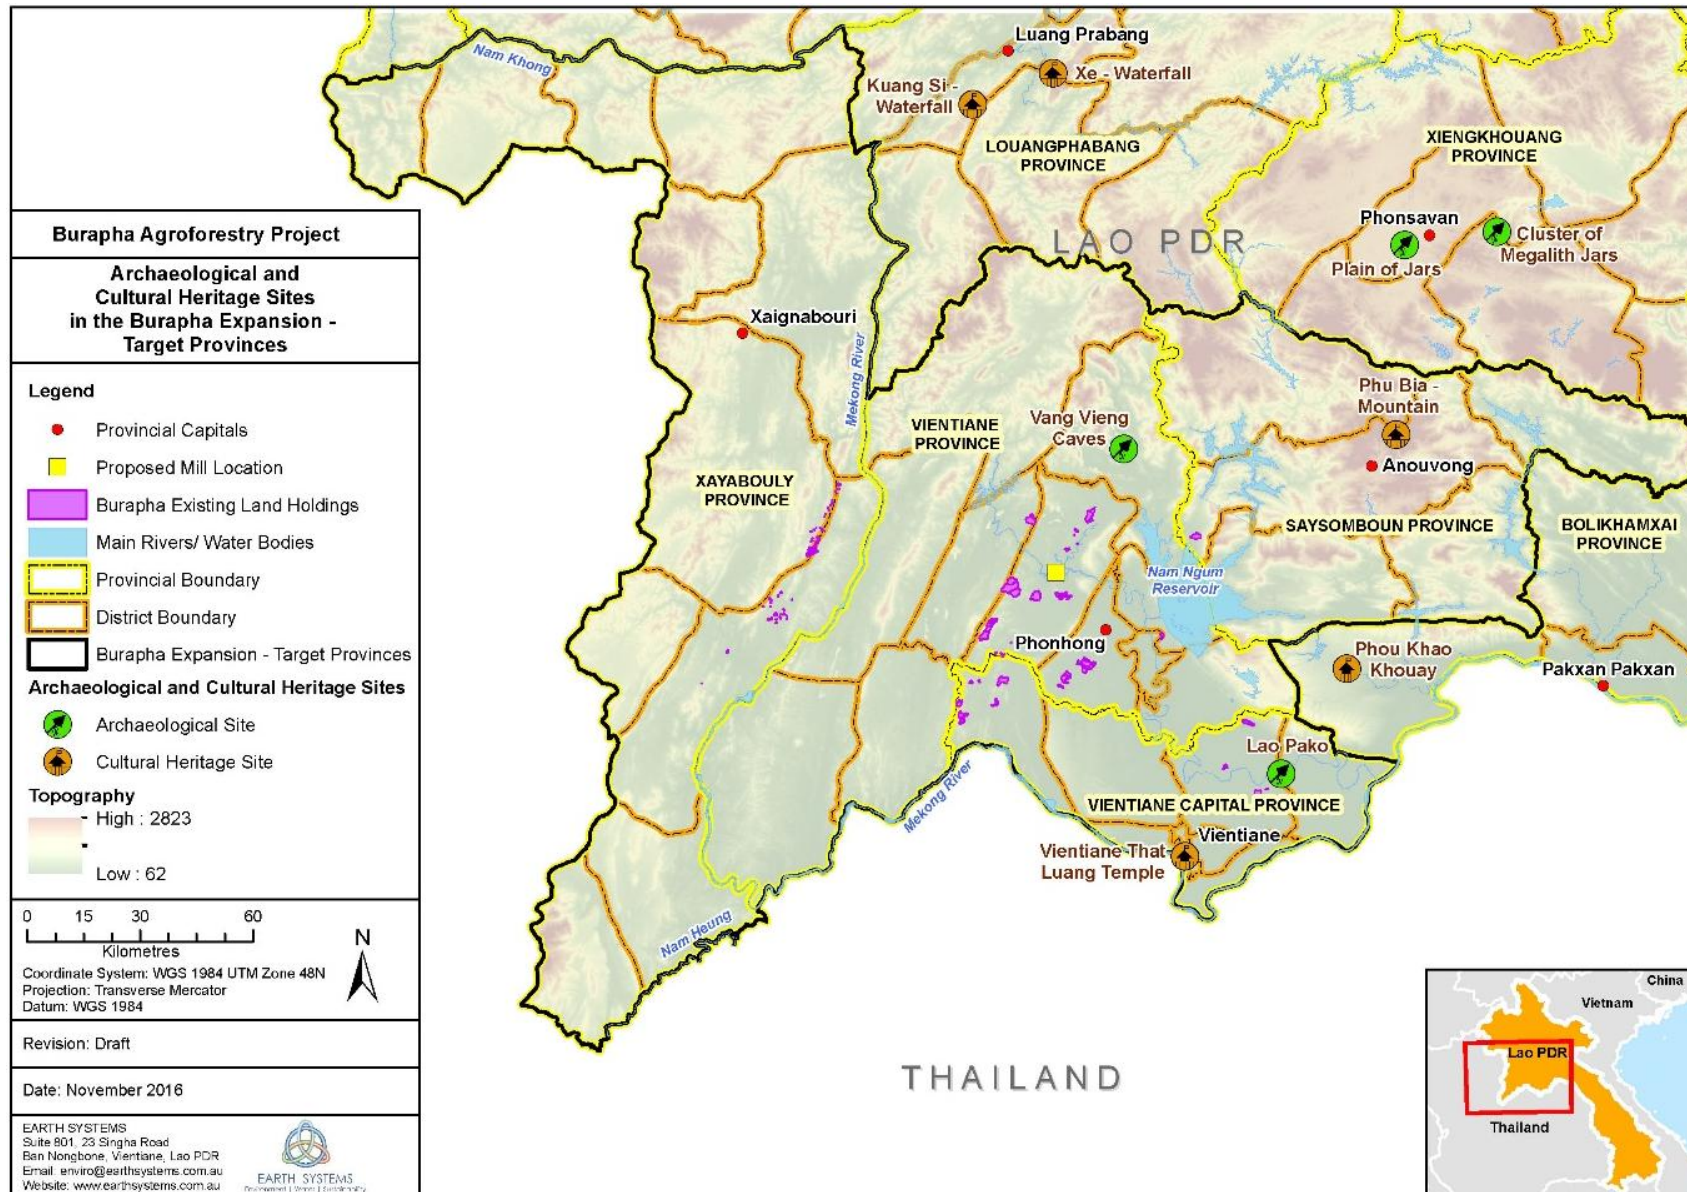 Burapha Agroforestry Project
Archaeological and
Cultural Heritage Sites
in the Burapha Expansion -
Target Provinces
Legend
Provincial Capitals
Proposed Mill Location
Burapha Existing Land Holdings
Main Rivers/ Water Bodies
Provincial Boundary
District Boundary
Burapha Expansion - Target Provinces
Archaeological and Cultural Heritage Sites
Archaeological Site
Cultural Heritage Site
Topography
High : 2823
Low : 62
0 15 30 60
Kilometres
N
Coordinate System: WGS 1984 UTM Zone 48N
Projection: Transverse Mercator
Datum: WGS 1984
Revision: Draft
Date: November 2016
EARTH SYSTEMS
Suite 801, 23 Singha Road
Ban Nongbone, Vientiane, Lao PDR
Email: enviro@earthsystems.com.au
Website: www.earthsystems.com.au
EARTH SYSTEMS
Environment | Water | Sustainability
Nam Khong
Luang Prabang
Xe - Waterfall
Kuang Si -
Waterfall
LOUANGPHABANG
PROVINCE
XIENGKHOUANG
PROVINCE
Phonsavan
Plain of Jars
Cluster of
Megalith Jars
LAO PDR
Xaignabouri
Mekong River
Phu Bia -
Mountain
Vang Vieng
Caves
VIENTIANE
PROVINCE
Anouvong
XAYABOULY
PROVINCE
SAYSOMBOUN PROVINCE
BOLIKHAMXAI
PROVINCE
Nam Ngum
Reservoir
Phonhong
Phou Khao
Khouay
Pakxan Pakxan
Lao Pako
Mekong River
VIENTIANE CAPITAL PROVINCE
Vientiane
Vientiane That
Luang Temple
Nam Heung
THAILAND
China
Vietnam
Lao PDR
Thailand